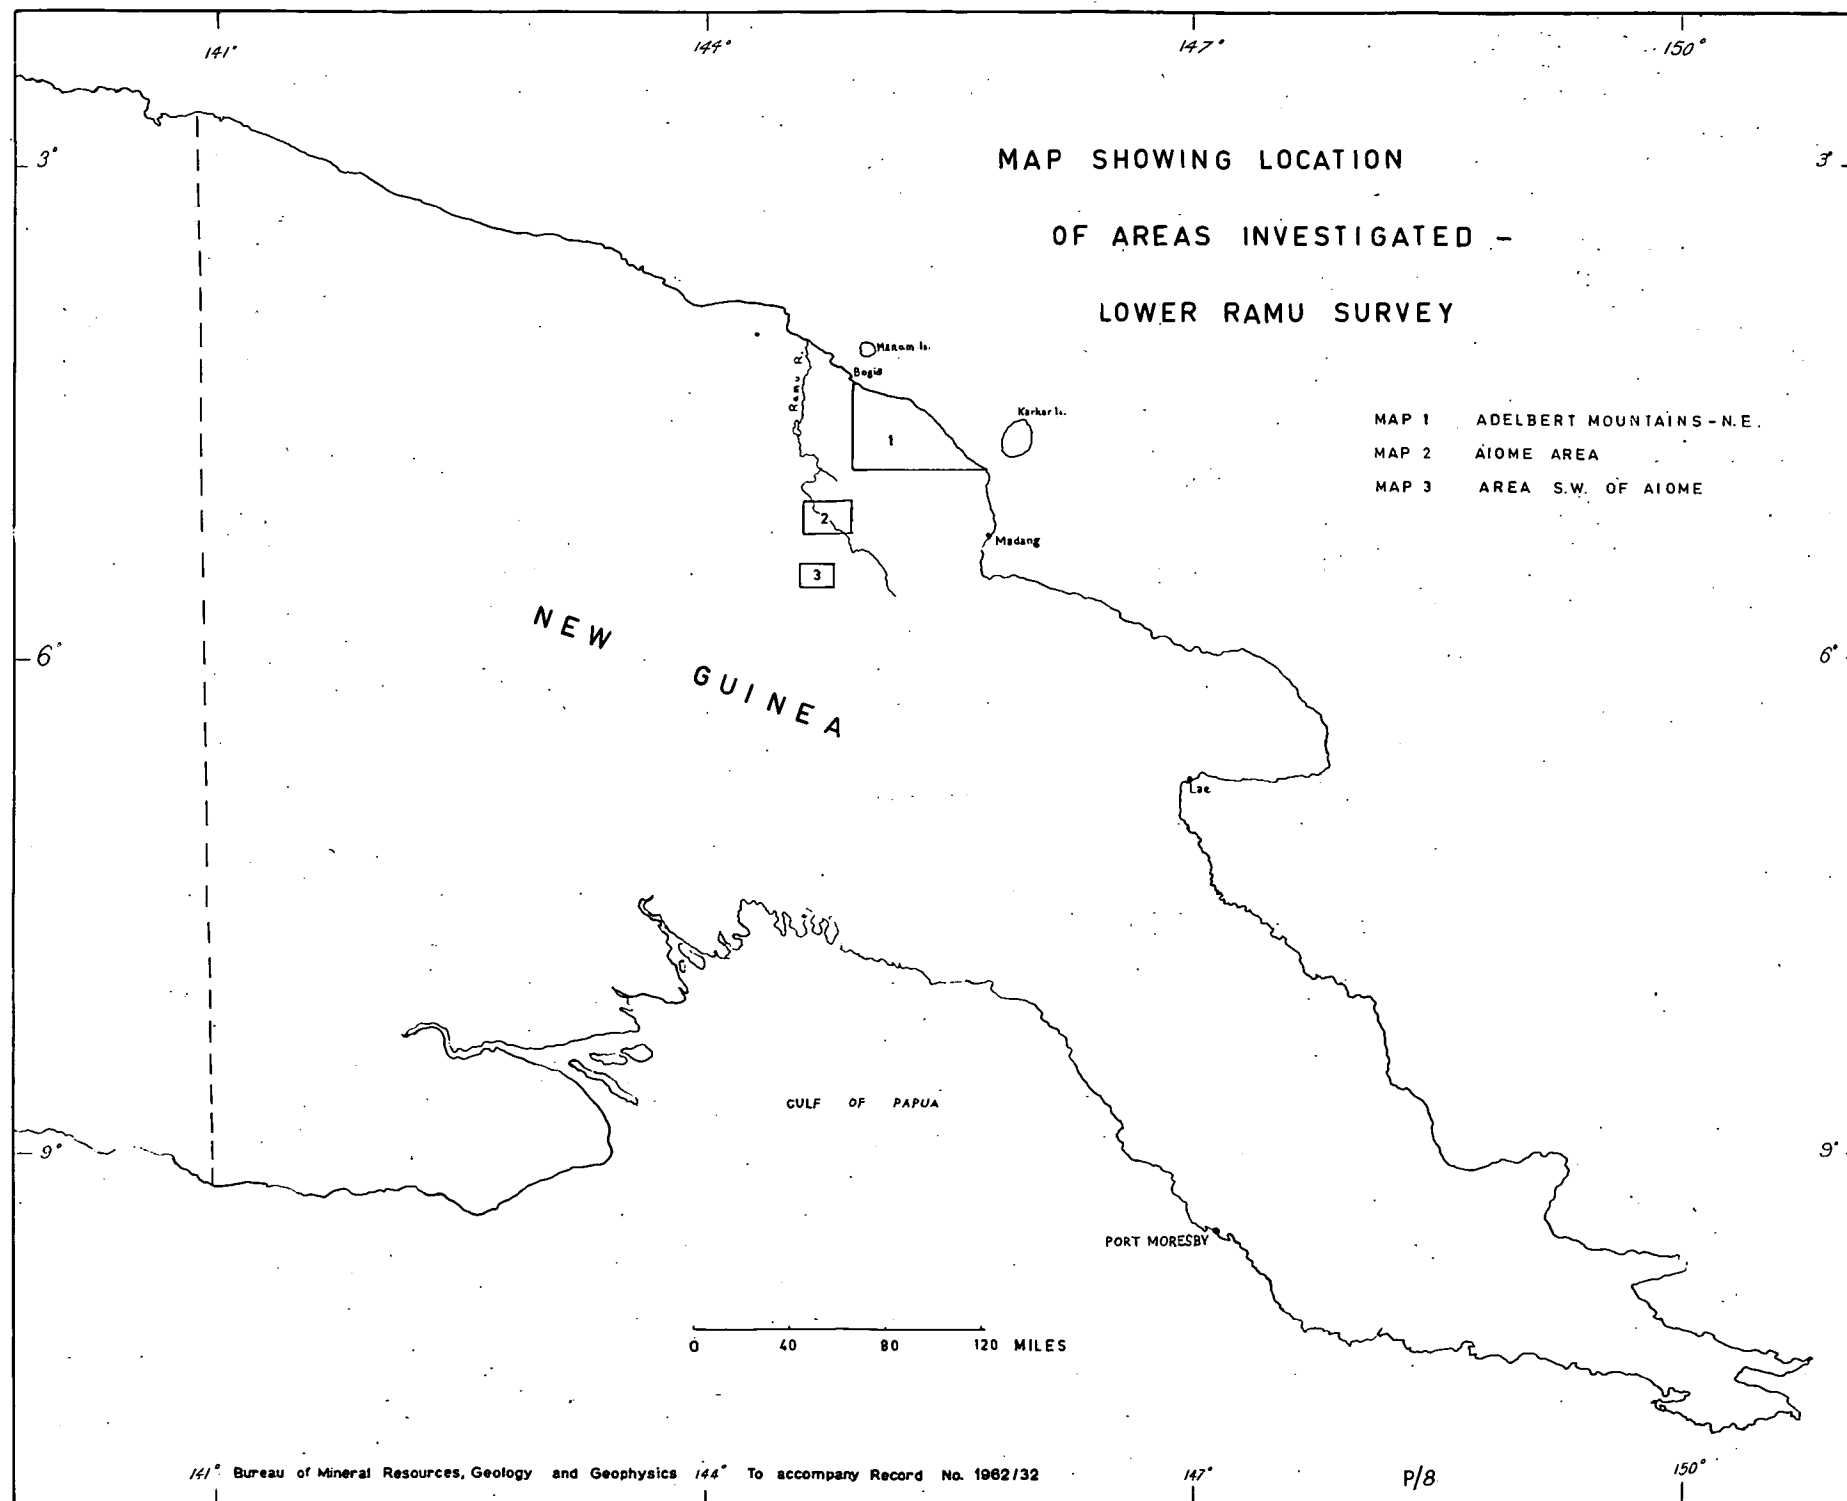 141° 144° 147° 150°
3° 3°
MAP SHOWING LOCATION
OF AREAS INVESTIGATED -
LOWER RAMU SURVEY
Manam Is.
Ramu R.
Bogia
Karkar Is.
1
MAP 1 ADELBERT MOUNTAINS - N.E.
MAP 2 AIOME AREA
MAP 3 AREA S.W. OF AIOME
2
Madang
3
NEW GUINEA
6° 6°
Lae
GULF OF PAPUA
9° 9°
PORT MORESBY
0 40 80 120 MILES
141° Bureau of Mineral Resources, Geology and Geophysics 144° To accompany Record No. 1962/32 147° P/8 150°